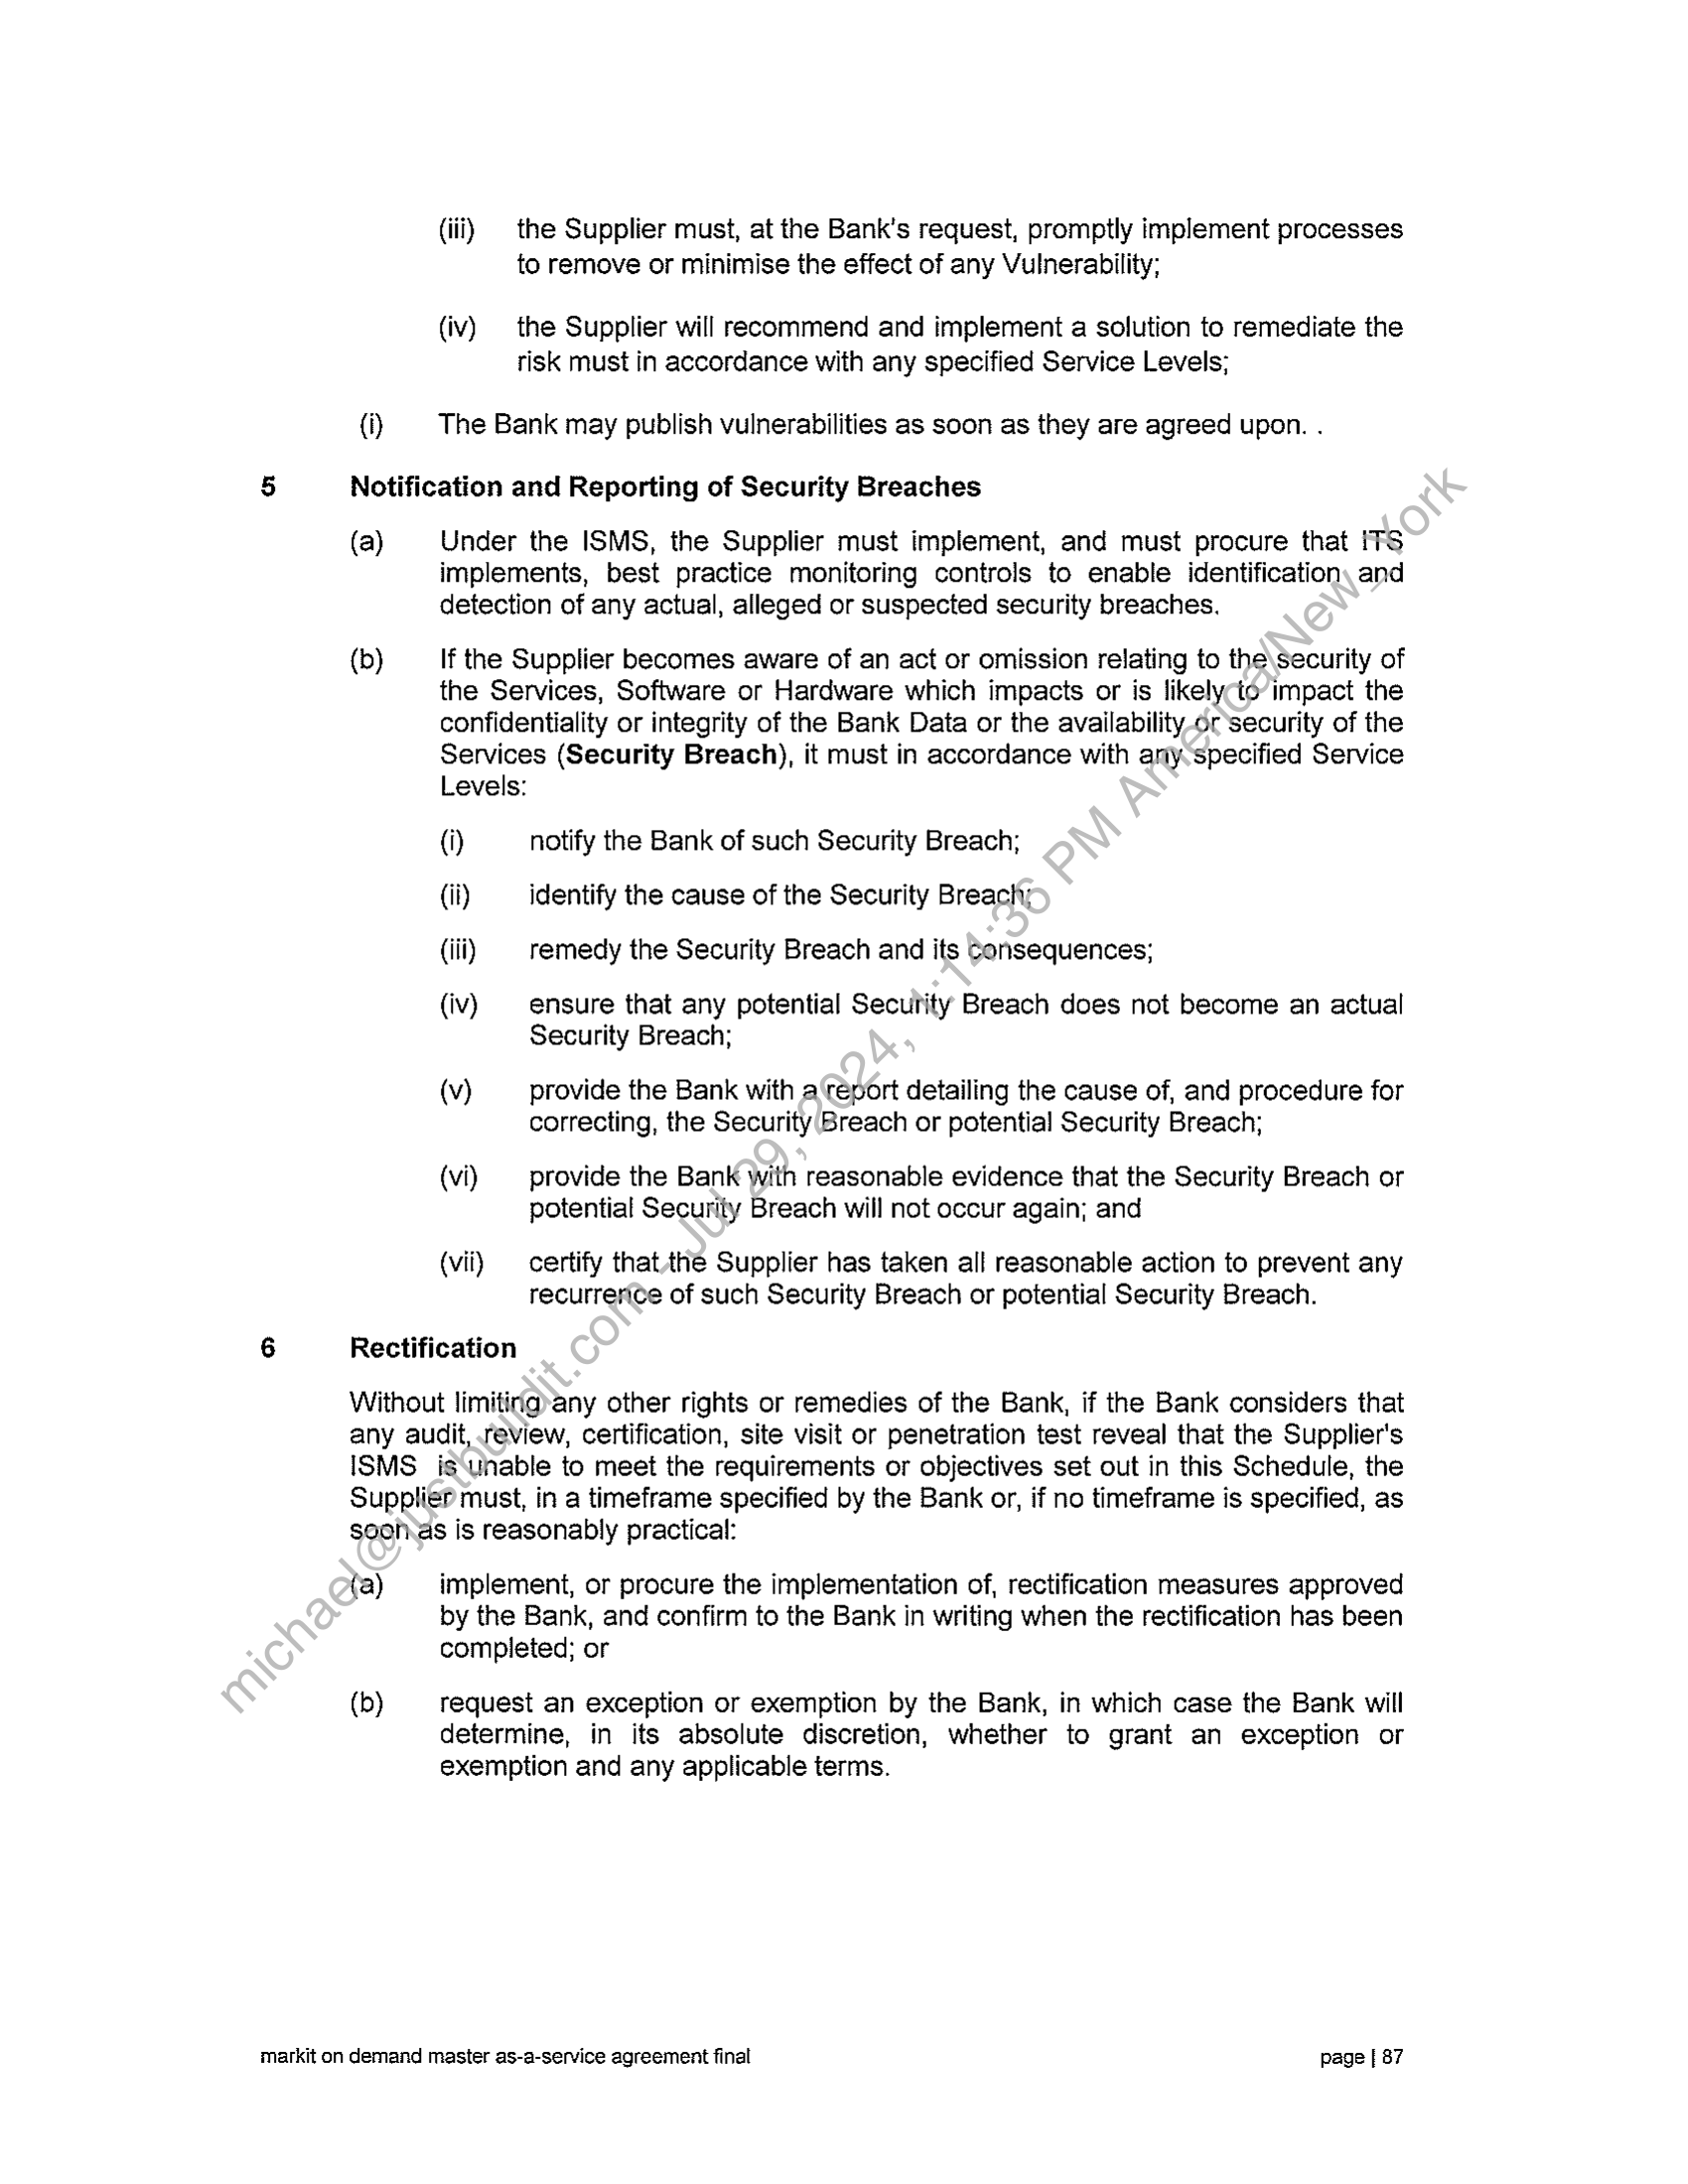 (iii) the Supplier must, at the Bank's request, promptly implement processes
to remove or minimise the effect of any Vulnerability;
(iv) the Supplier will recommend and implement a solution to remediate the
risk must in accordance with any specified Service Levels;
(i) The Bank may publish vulnerabilities as soon as they are agreed upon. .
5 Notification and Reporting of Security Breaches
(a) Under the ISMS, the Supplier must implement, and must procure that ITS
implements, best practice monitoring controls to enable identification and
detection of any actual, alleged or suspected security breaches.
(b) If the Supplier becomes aware of an act or omission relating to the security of
the Services, Software or Hardware which impacts or is likely to impact the
confidentiality or integrity of the Bank Data or the availability or security of the
Services (Security Breach), it must in accordance with any specified Service
Levels:
(i) notify the Bank of such Security Breach;
(ii) identify the cause of the Security Breach;
(iii) remedy the Security Breach and its consequences;
(iv) ensure that any potential Security Breach does not become an actual
Security Breach;
(v) provide the Bank with a report detailing the cause of, and procedure for
correcting, the Security Breach or potential Security Breach;
(vi) provide the Bank with reasonable evidence that the Security Breach or
potential Security Breach will not occur again; and
(vii) certify that the Supplier has taken all reasonable action to prevent any
recurrence of such Security Breach or potential Security Breach.
6 Rectification
Without limiting any other rights or remedies of the Bank, if the Bank considers that
any audit, review, certification, site visit or penetration test reveal that the Supplier's
ISMS is unable to meet the requirements or objectives set out in this Schedule, the
Supplier must, in a timeframe specified by the Bank or, if no timeframe is specified, as
soon as is reasonably practical:
(a) implement, or procure the implementation of, rectification measures approved
by the Bank, and confirm to the Bank in writing when the rectification has been
completed; or
(b) request an exception or exemption by the Bank, in which case the Bank will
determine, in its absolute discretion, whether to grant an exception or
exemption and any applicable terms.
markit on demand master as-a-service agreement final page | 87
michael@justbuildit.com - Jul 29, 2024, 1:14:36 PM America/New_York